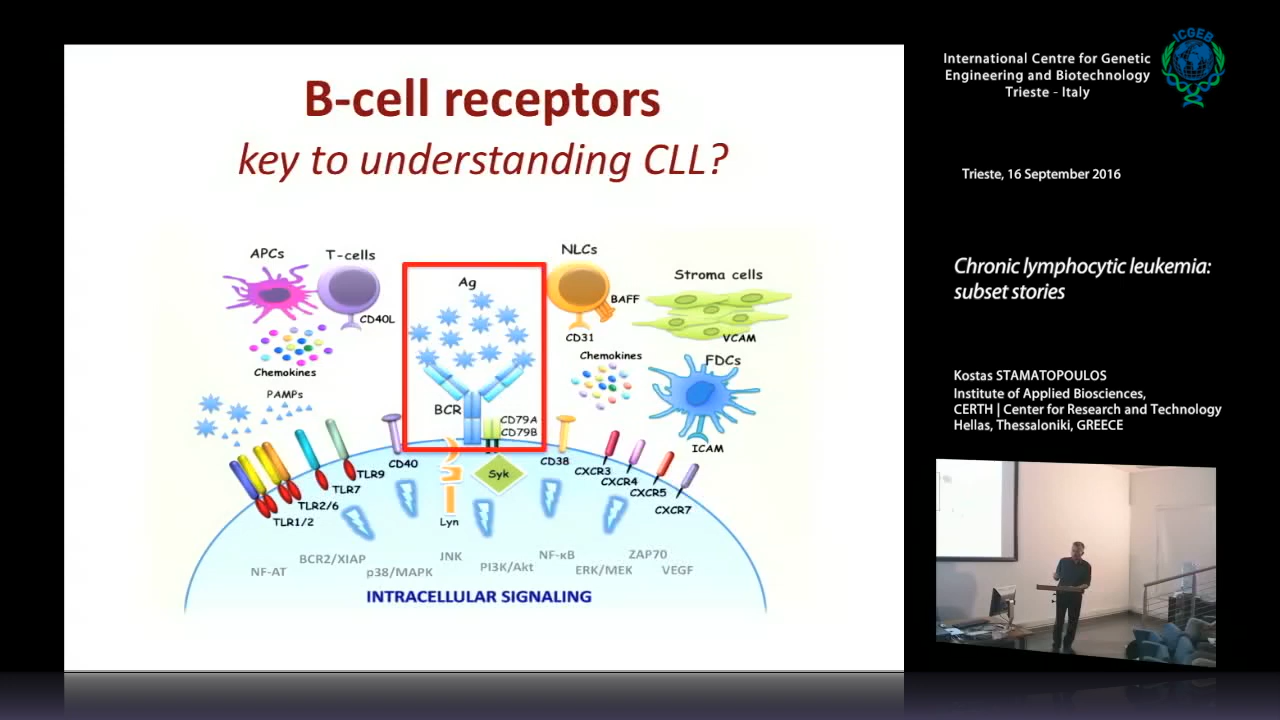 B-cell receptors
key to understanding CLL?
APCs
T-cells
CD40L
Chemokines
PAMPs
Ag
BCR
CD79A
CD79B
NLCs
BAFF
CD31
Chemokines
Stroma cells
VCAM
FDCs
ICAM
TLR1/2
TLR2/6
TLR7
TLR9
CD40
Lyn
Syk
CD38
CXCR3
CXCR4
CXCR5
CXCR7
NF-AT
BCR2/XIAP
p38/MAPK
JNK
PI3K/Akt
NF-κB
ERK/MEK
ZAP70
VEGF
INTRACELLULAR SIGNALING
International Centre for Genetic
Engineering and Biotechnology
Trieste - Italy
ICGEB
Trieste, 16 September 2016
Chronic lymphocytic leukemia:
subset stories
Kostas STAMATOPOULOS
Institute of Applied Biosciences,
CERTH | Center for Research and Technology
Hellas, Thessaloniki, GREECE